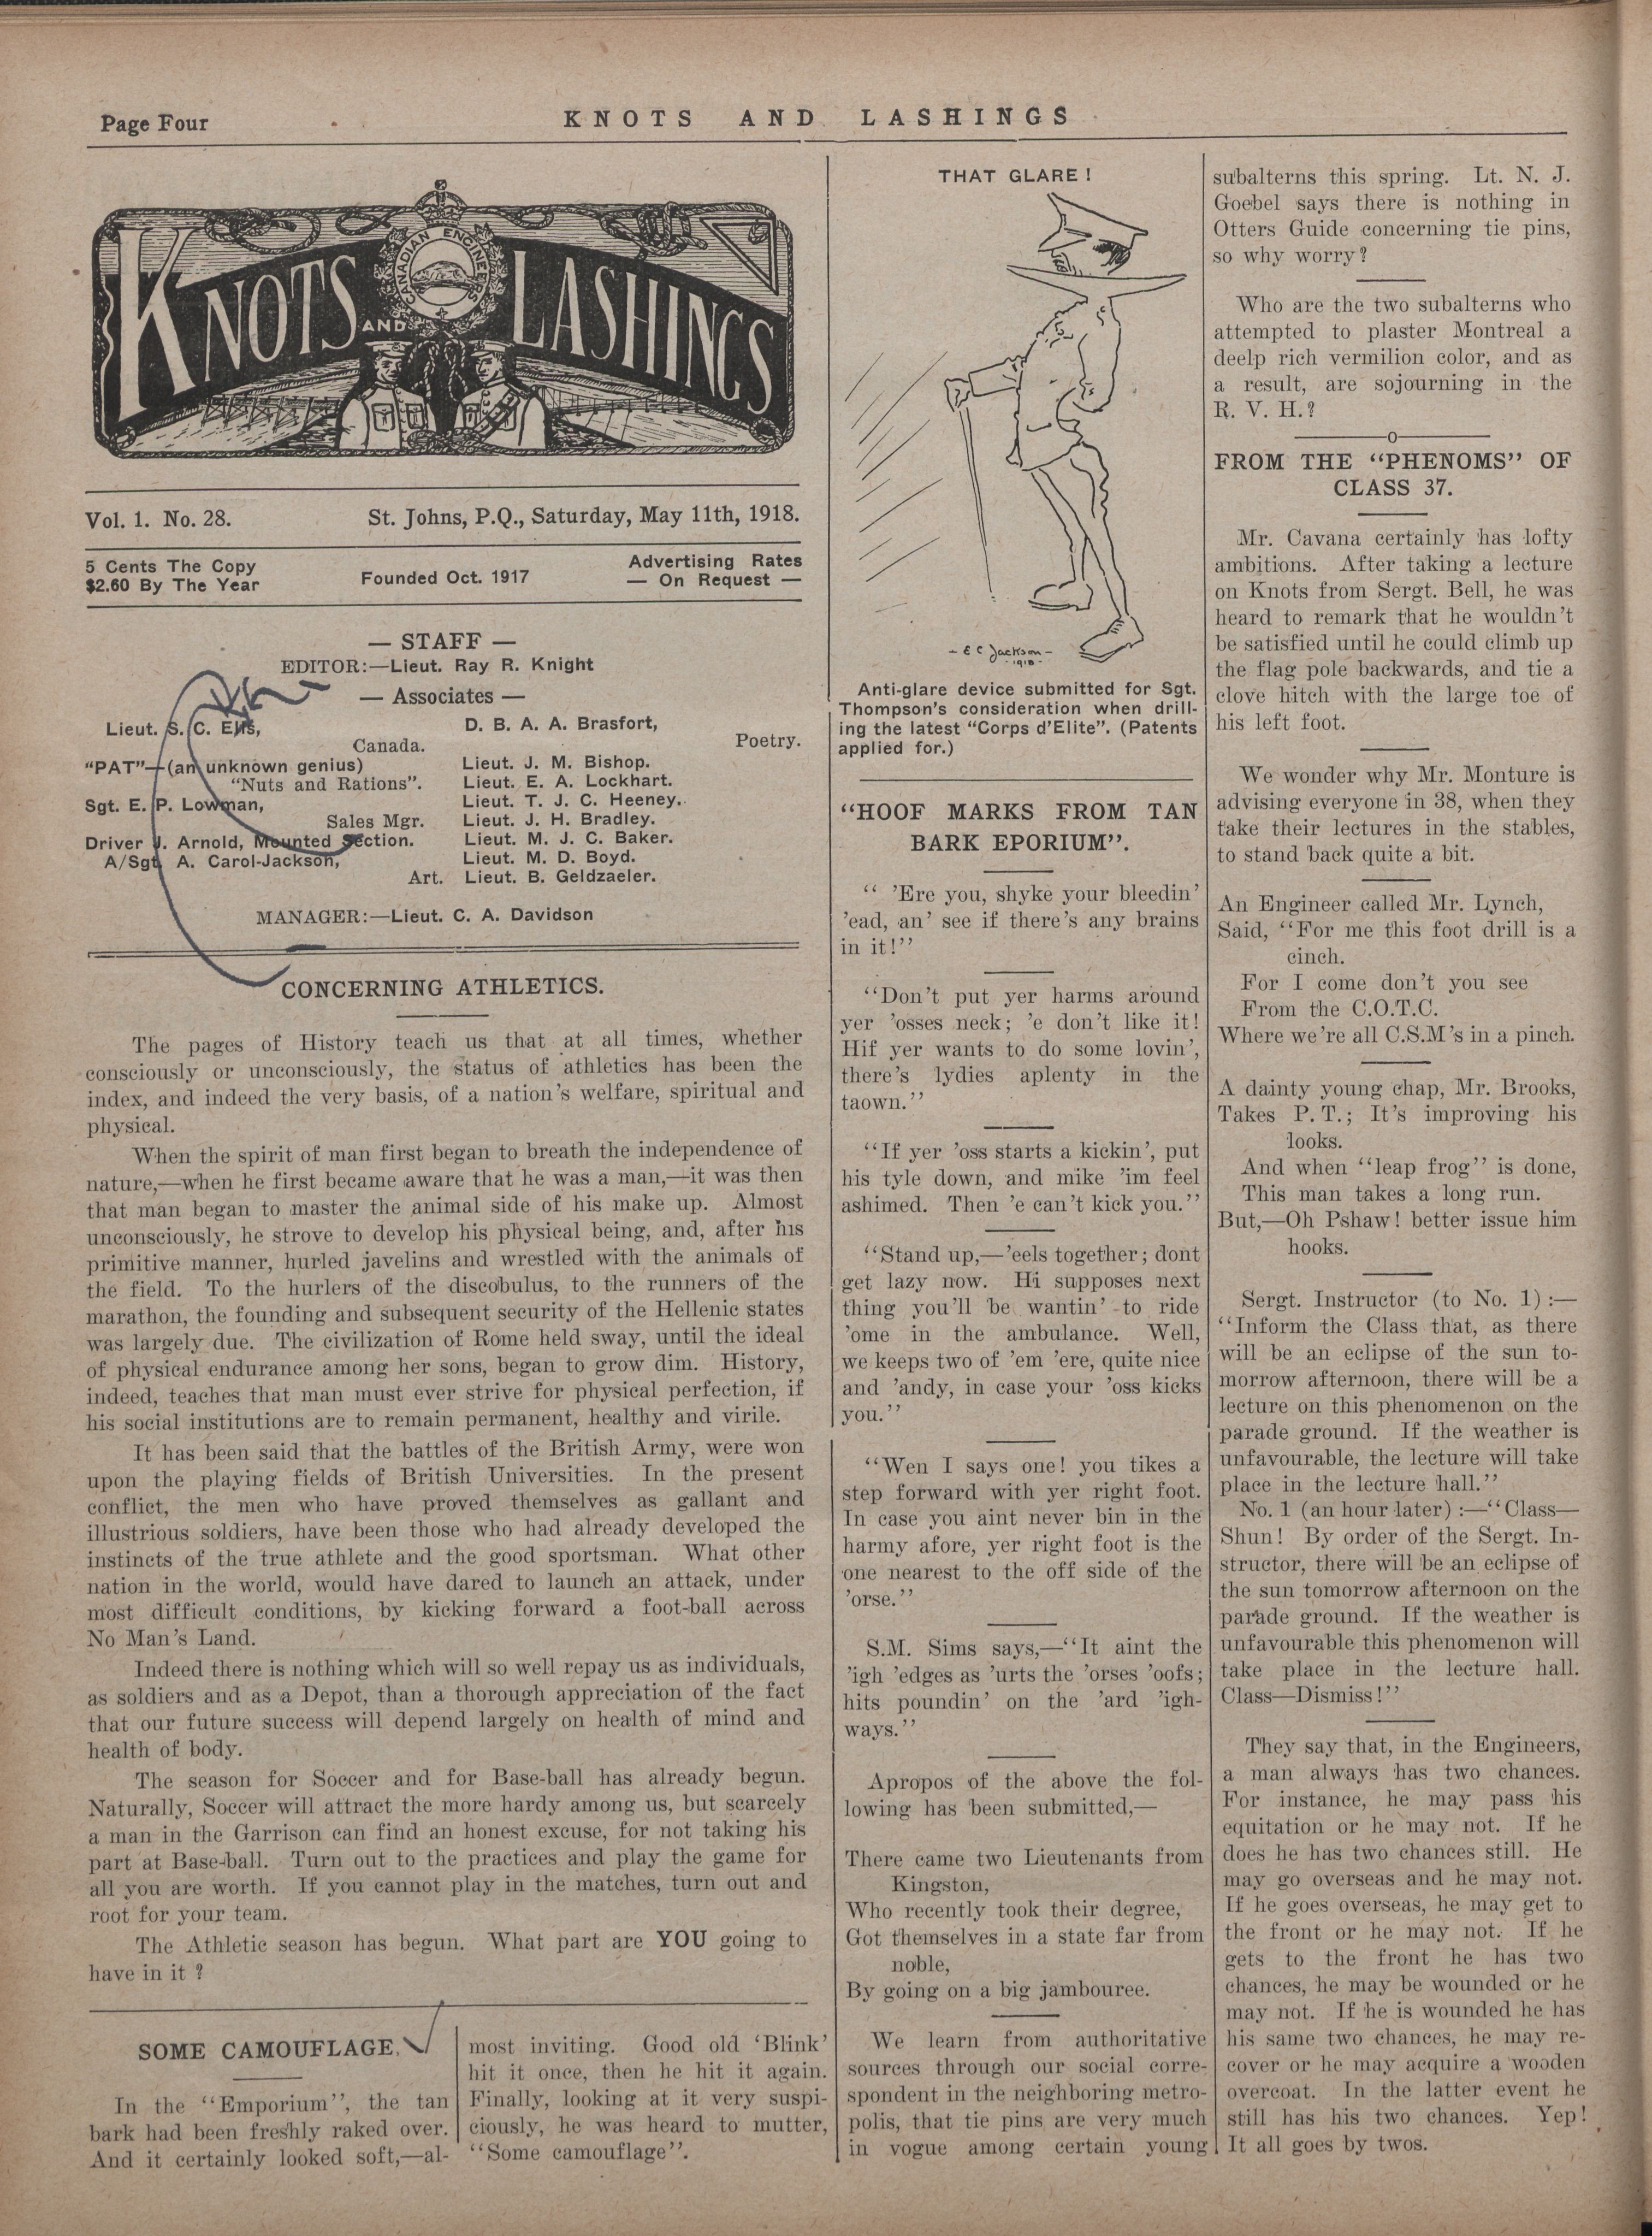 Page Four
KNOTS AND LASHINGS
KNOTS AND LASHINGS
CANADIAN ENGINEERS
Vol. 1. No. 28.
St. Johns, P.Q., Saturday, May 11th, 1918.
5 Cents The Copy
$2.60 By The Year
Founded Oct. 1917
Advertising Rates
— On Request —
— STAFF —
EDITOR:—Lieut. Ray R. Knight
— Associates —
Lieut. S. C. Ells,
Canada.
"PAT"—(an unknown genius)
"Nuts and Rations".
Sgt. E. P. Lowman,
Sales Mgr.
Driver J. Arnold, Mounted Section.
A/Sgt. A. Carol-Jackson,
Art.
D. B. A. A. Brasfort,
Poetry.
Lieut. J. M. Bishop.
Lieut. E. A. Lockhart.
Lieut. T. J. C. Heeney.
Lieut. J. H. Bradley.
Lieut. M. J. C. Baker.
Lieut. M. D. Boyd.
Lieut. B. Geldzaeler.
MANAGER:—Lieut. C. A. Davidson
CONCERNING ATHLETICS.
The pages of History teach us that at all times, whether
consciously or unconsciously, the status of athletics has been the
index, and indeed the very basis, of a nation's welfare, spiritual and
physical.
When the spirit of man first began to breath the independence of
nature,—when he first became aware that he was a man,—it was then
that man began to master the animal side of his make up. Almost
unconsciously, he strove to develop his physical being, and, after his
primitive manner, hurled javelins and wrestled with the animals of
the field. To the hurlers of the discobulus, to the runners of the
marathon, the founding and subsequent security of the Hellenic states
was largely due. The civilization of Rome held sway, until the ideal
of physical endurance among her sons, began to grow dim. History,
indeed, teaches that man must ever strive for physical perfection, if
his social institutions are to remain permanent, healthy and virile.
It has been said that the battles of the British Army, were won
upon the playing fields of British Universities. In the present
conflict, the men who have proved themselves as gallant and
illustrious soldiers, have been those who had already developed the
instincts of the true athlete and the good sportsman. What other
nation in the world, would have dared to launch an attack, under
most difficult conditions, by kicking forward a foot-ball across
No Man's Land.
Indeed there is nothing which will so well repay us as individuals,
as soldiers and as a Depot, than a thorough appreciation of the fact
that our future success will depend largely on health of mind and
health of body.
The season for Soccer and for Base-ball has already begun.
Naturally, Soccer will attract the more hardy among us, but scarcely
a man in the Garrison can find an honest excuse, for not taking his
part at Base-ball. Turn out to the practices and play the game for
all you are worth. If you cannot play in the matches, turn out and
root for your team.
The Athletic season has begun. What part are YOU going to
have in it ?
SOME CAMOUFLAGE.
In the "Emporium", the tan
bark had been freshly raked over.
And it certainly looked soft,—al-
most inviting. Good old 'Blink'
hit it once, then he hit it again.
Finally, looking at it very suspi-
ciously, he was heard to mutter,
"Some camouflage".
THAT GLARE !
- E C Jackson -
- 1918 -
Anti-glare device submitted for Sgt.
Thompson's consideration when drill-
ing the latest "Corps d'Elite". (Patents
applied for.)
"HOOF MARKS FROM TAN
BARK EPORIUM".
" 'Ere you, shyke your bleedin'
'ead, an' see if there's any brains
in it!"
"Don't put yer harms around
yer 'osses neck; 'e don't like it!
Hif yer wants to do some lovin',
there's lydies aplenty in the
taown."
"If yer 'oss starts a kickin', put
his tyle down, and mike 'im feel
ashimed. Then 'e can't kick you."
"Stand up,—'eels together; dont
get lazy now. Hi supposes next
thing you'll be wantin' to ride
'ome in the ambulance. Well,
we keeps two of 'em 'ere, quite nice
and 'andy, in case your 'oss kicks
you."
"Wen I says one! you tikes a
step forward with yer right foot.
In case you aint never bin in the
harmy afore, yer right foot is the
one nearest to the off side of the
'orse."
S.M. Sims says,—"It aint the
'igh 'edges as 'urts the 'orses 'oofs;
hits poundin' on the 'ard 'igh-
ways."
Apropos of the above the fol-
lowing has been submitted,—
There came two Lieutenants from
Kingston,
Who recently took their degree,
Got themselves in a state far from
noble,
By going on a big jambouree.
We learn from authoritative
sources through our social corre-
spondent in the neighboring metro-
polis, that tie pins are very much
in vogue among certain young
subalterns this spring. Lt. N. J.
Goebel says there is nothing in
Otters Guide concerning tie pins,
so why worry?
Who are the two subalterns who
attempted to plaster Montreal a
deelp rich vermilion color, and as
a result, are sojourning in the
R. V. H.?
FROM THE "PHENOMS" OF
CLASS 37.
Mr. Cavana certainly has lofty
ambitions. After taking a lecture
on Knots from Sergt. Bell, he was
heard to remark that he wouldn't
be satisfied until he could climb up
the flag pole backwards, and tie a
clove hitch with the large toe of
his left foot.
We wonder why Mr. Monture is
advising everyone in 38, when they
take their lectures in the stables,
to stand back quite a bit.
An Engineer called Mr. Lynch,
Said, "For me this foot drill is a
cinch.
For I come don't you see
From the C.O.T.C.
Where we're all C.S.M's in a pinch.
A dainty young chap, Mr. Brooks,
Takes P. T.; It's improving his
looks.
And when "leap frog" is done,
This man takes a long run.
But,—Oh Pshaw! better issue him
hooks.
Sergt. Instructor (to No. 1) :—
"Inform the Class that, as there
will be an eclipse of the sun to-
morrow afternoon, there will be a
lecture on this phenomenon on the
parade ground. If the weather is
unfavourable, the lecture will take
place in the lecture hall."
No. 1 (an hour later) :—"Class—
Shun! By order of the Sergt. In-
structor, there will be an eclipse of
the sun tomorrow afternoon on the
parade ground. If the weather is
unfavourable this phenomenon will
take place in the lecture hall.
Class—Dismiss!"
They say that, in the Engineers,
a man always has two chances.
For instance, he may pass his
equitation or he may not. If he
does he has two chances still. He
may go overseas and he may not.
If he goes overseas, he may get to
the front or he may not. If he
gets to the front he has two
chances, he may be wounded or he
may not. If he is wounded he has
his same two chances, he may re-
cover or he may acquire a wooden
overcoat. In the latter event he
still has his two chances. Yep!
It all goes by twos.